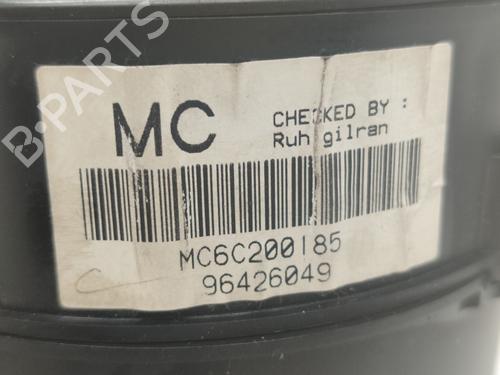 MC
CHECKED BY :
Ruh gilran
MC6C200185
96426049
B-PARTS